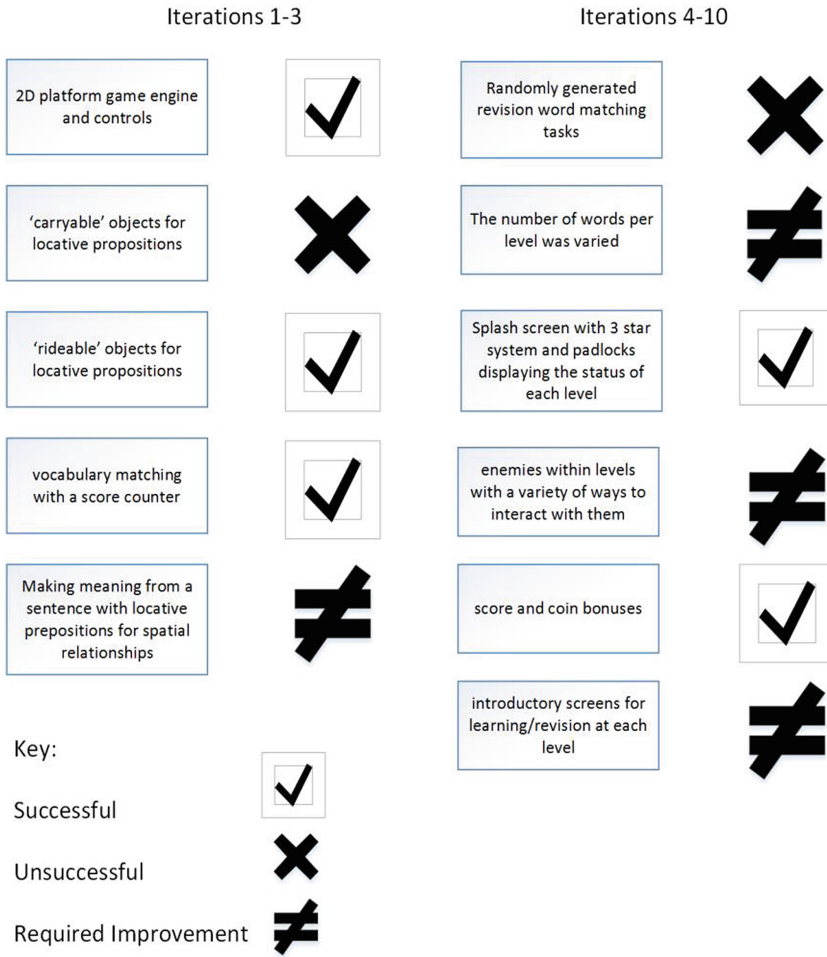 Iterations 1-3
2D platform game engine
and controls
‘carryable’ objects for
locative propositions
‘rideable’ objects for
locative propositions
vocabulary matching
with a score counter
Making meaning from a
sentence with locative
prepositions for spatial
relationships
Iterations 4-10
Randomly generated
revision word matching
tasks
The number of words per
level was varied
Splash screen with 3 star
system and padlocks
displaying the status of
each level
enemies within levels
with a variety of ways to
interact with them
score and coin bonuses
introductory screens for
learning/revision at each
level
Key:
Successful
Unsuccessful
Required Improvement